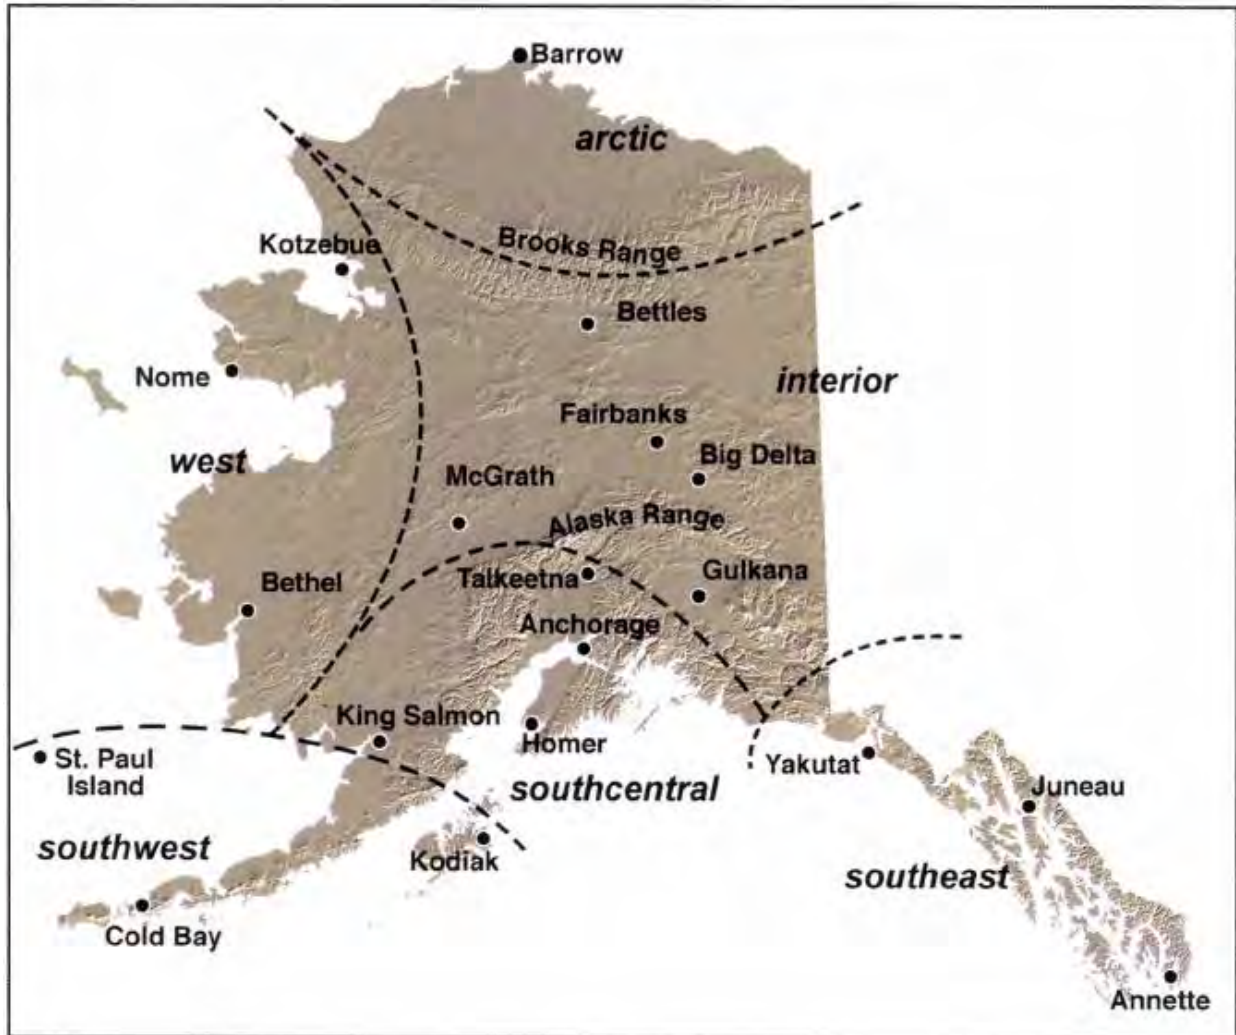 Barrow
arctic
Brooks Range
Kotzebue
Bettles
Nome
interior
Fairbanks
west
Big Delta
McGrath
Alaska Range
Talkeetna
Gulkana
Bethel
Anchorage
King Salmon
Homer
St. Paul
Island
Yakutat
southcentral
Juneau
southwest
Kodiak
southeast
Cold Bay
Annette